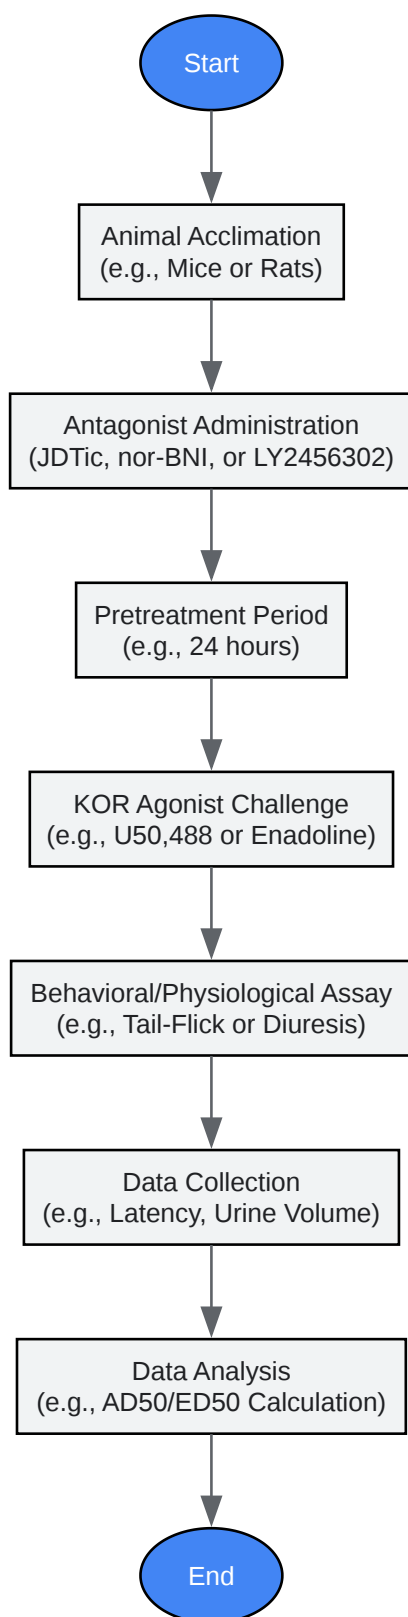 Start
Animal Acclimation
(e.g., Mice or Rats)
Antagonist Administration
(JDTic, nor-BNI, or LY2456302)
Pretreatment Period
(e.g., 24 hours)
KOR Agonist Challenge
(e.g., U50,488 or Enadoline)
Behavioral/Physiological Assay
(e.g., Tail-Flick or Diuresis)
Data Collection
(e.g., Latency, Urine Volume)
Data Analysis
(e.g., AD50/ED50 Calculation)
End